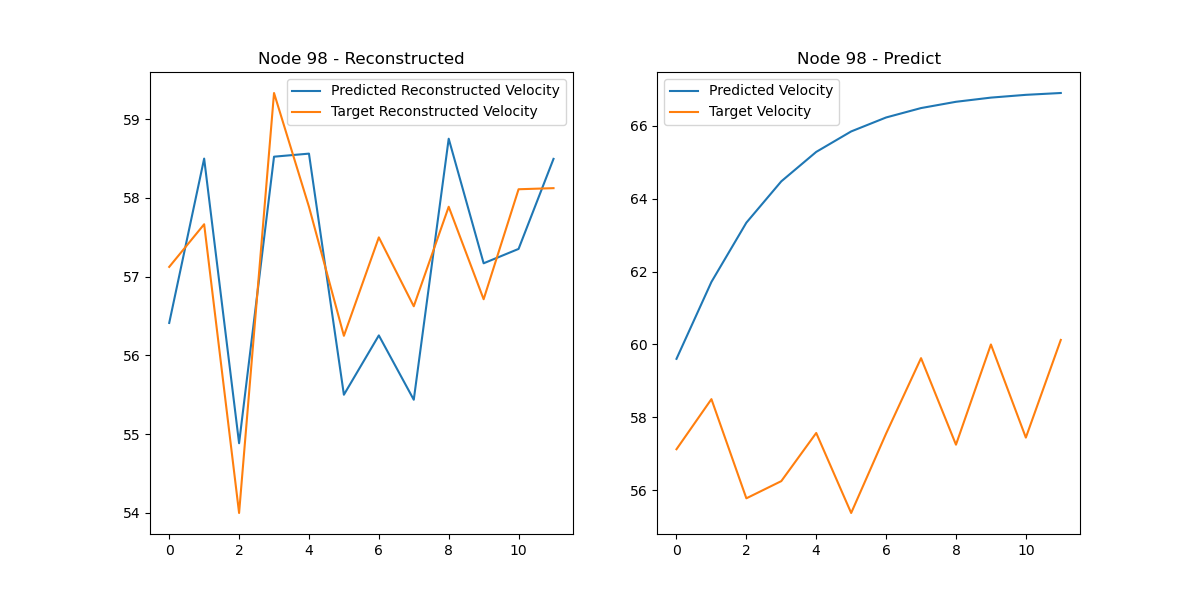 Node 98 - Reconstructed
Predicted Reconstructed Velocity
Target Reconstructed Velocity
59
58
57
56
55
54
0 2 4 6 8 10
Node 98 - Predict
Predicted Velocity
Target Velocity
66
64
62
60
58
56
0 2 4 6 8 10